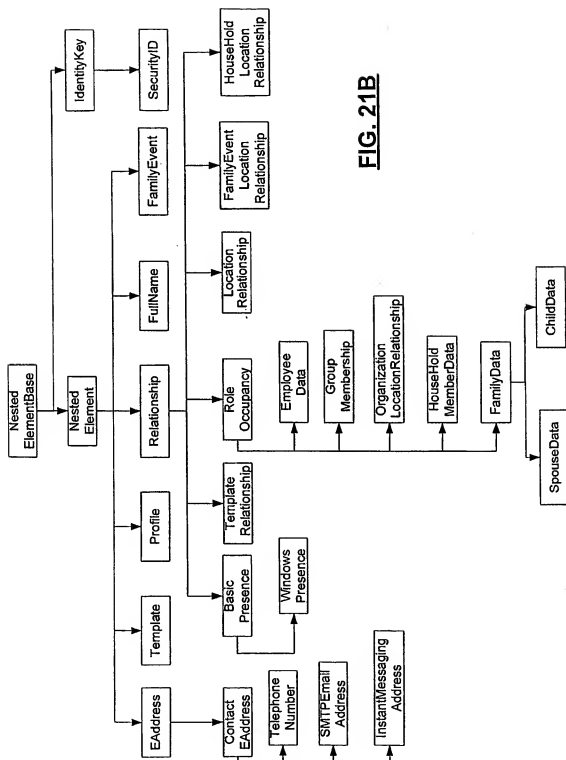 Nested
ElementBase
Nested
Element
IdentityKey
EAddress
Template
Profile
Relationship
FullName
FamilyEvent
SecurityID
Contact
EAddress
Basic
Presence
Template
Relationship
Role
Occupancy
Location
Relationship
FamilyEvent
Location
Relationship
HouseHold
Location
Relationship
Telephone
Number
Windows
Presence
Employee
Data
SMTPEmail
Address
Group
Membership
InstantMessaging
Address
Organization
LocationRelationship
HouseHold
MemberData
FamilyData
SpouseData
ChildData
FIG. 21B